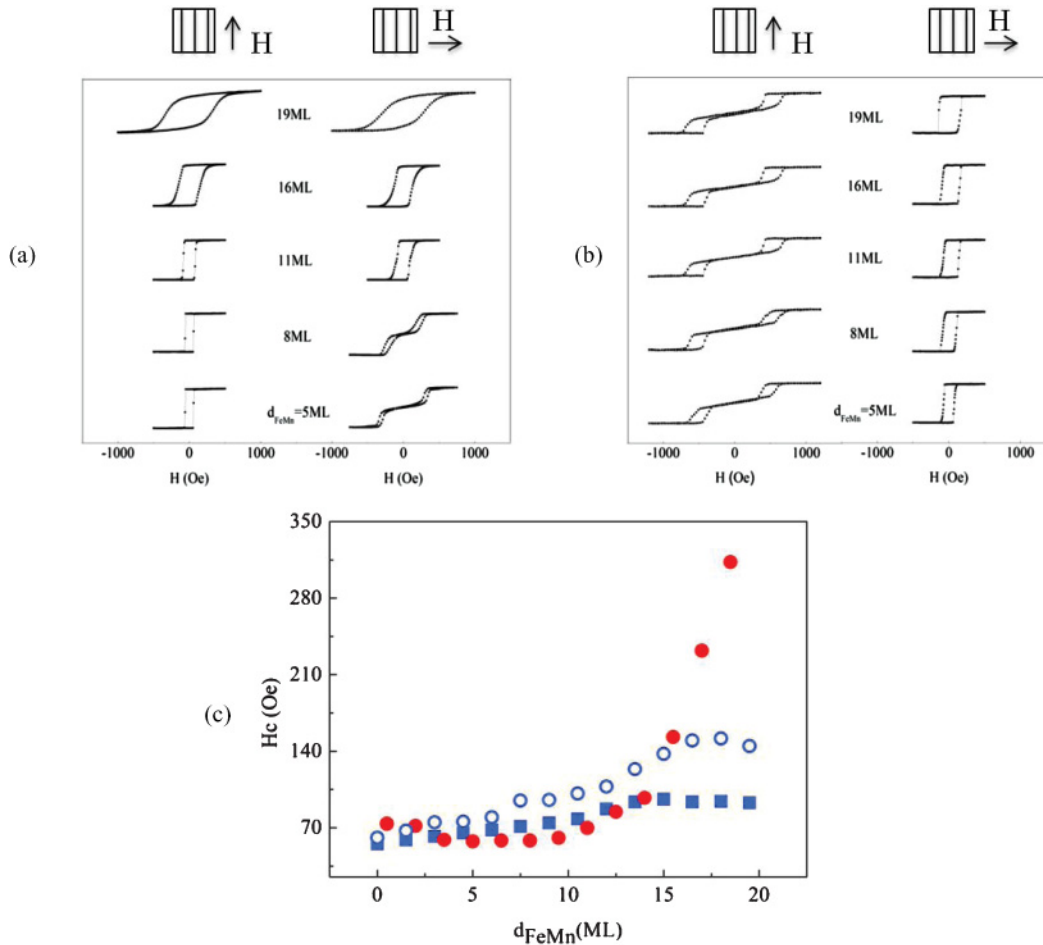 H
H
H
H
(a)
19ML
16ML
11ML
8ML
dFeMn=5ML
-1000 0 1000 -1000 0 1000
H (Oe) H (Oe)
(b)
19ML
16ML
11ML
8ML
dFeMn=5ML
-1000 0 1000 -1000 0 1000
H (Oe) H (Oe)
(c)
Hc (Oe)
350
280
210
140
70
0 5 10 15 20
dFeMn(ML)